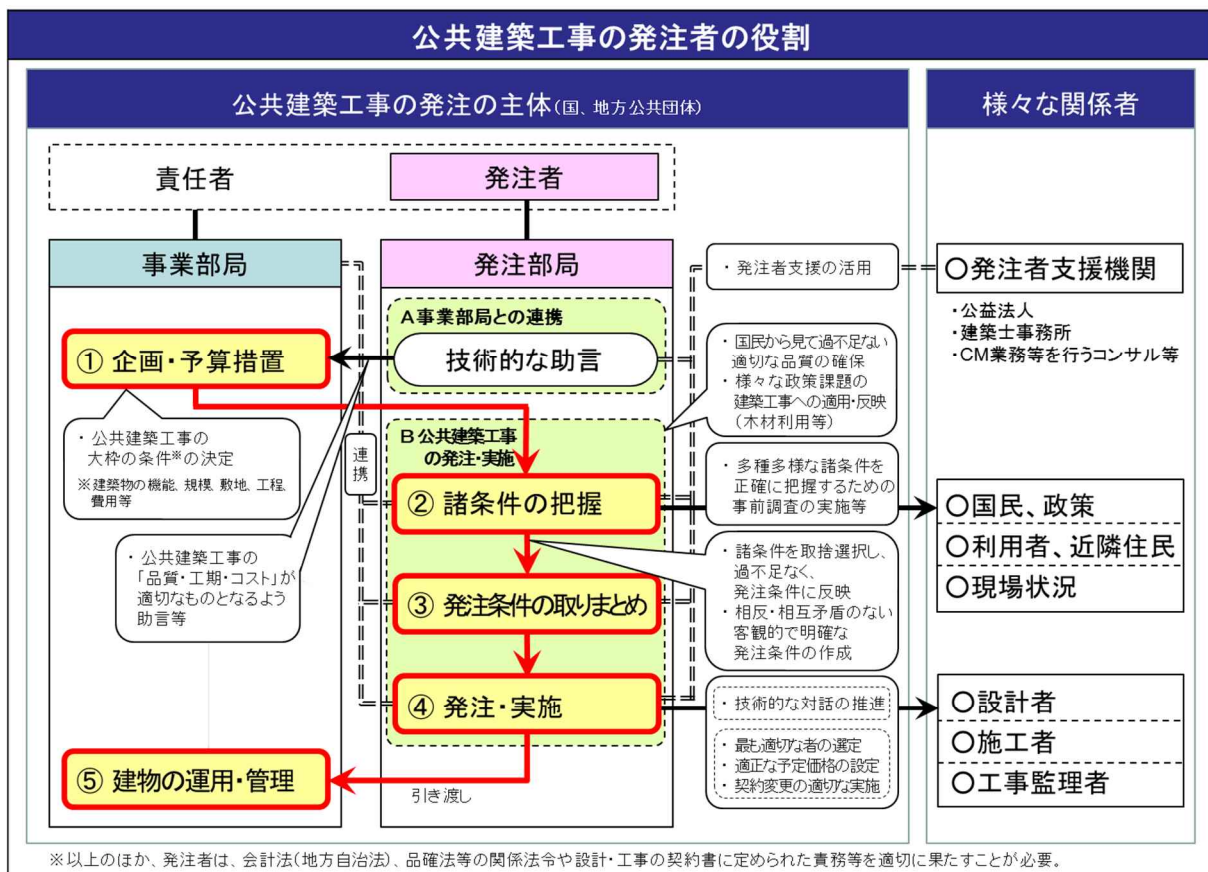 公共建築工事の発注者の役割
公共建築工事の発注の主体(国、地方公共団体)
様々な関係者
責任者
発注者
事業部局
発注部局
A 事業部局との連携
技術的な助言
① 企画・予算措置
・公共建築工事の
大枠の条件※の決定
※建築物の機能、規模、敷地、工程、
費用等
・公共建築工事の
「品質・工期・コスト」が
適切なものとなるよう
助言等
連携
B 公共建築工事
の発注・実施
② 諸条件の把握
③ 発注条件の取りまとめ
④ 発注・実施
⑤ 建物の運用・管理
引き渡し
・発注者支援の活用
・国民から見て過不足ない
適切な品質の確保
・様々な政策課題の
建築工事への適用・反映
(木材利用等)
・多種多様な諸条件を
正確に把握するための
事前調査の実施等
・諸条件を取捨選択し、
過不足なく、
発注条件に反映
・相反・相互矛盾のない
客観的で明確な
発注条件の作成
・技術的な対話の推進
・最も適切な者の選定
・適正な予定価格の設定
・契約変更の適切な実施
○発注者支援機関
・公益法人
・建築士事務所
・CM業務等を行うコンサル等
○国民、政策
○利用者、近隣住民
○現場状況
○設計者
○施工者
○工事監理者
※以上のほか、発注者は、会計法(地方自治法)、品確法等の関係法令や設計・工事の契約書に定められた責務等を適切に果たすことが必要。